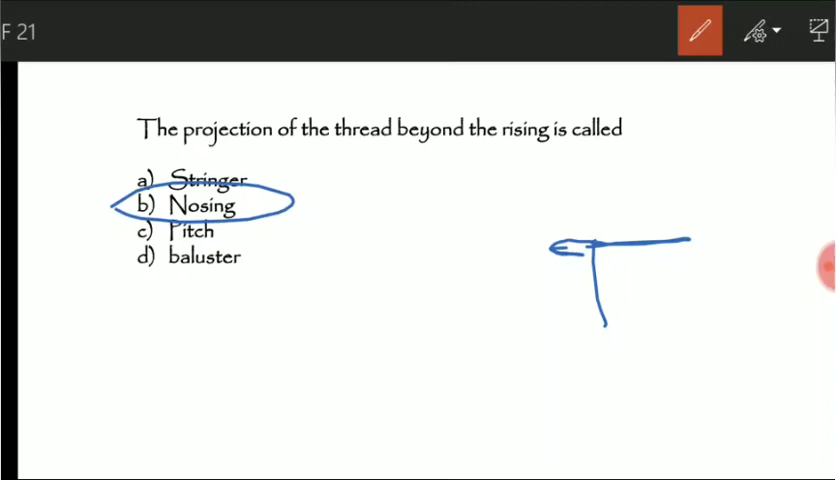 F 21
The projection of the thread beyond the rising is called
a) Stringer
b) Nosing
c) Pitch
d) baluster